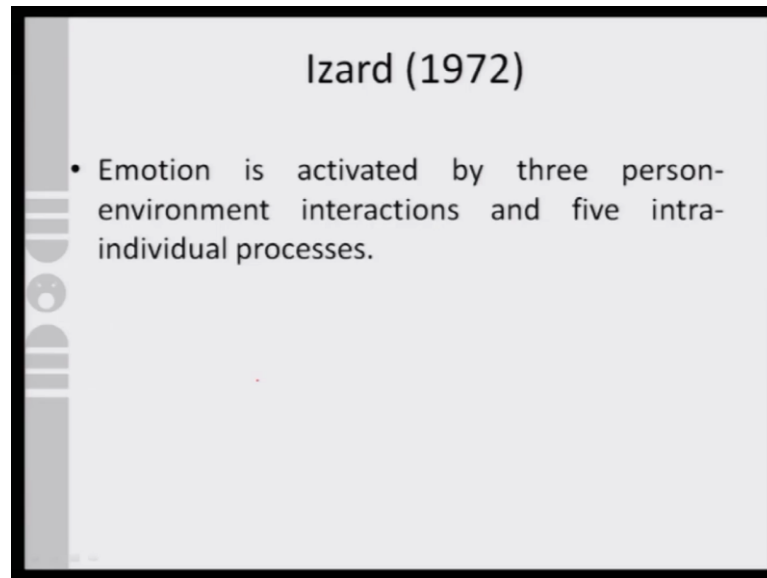 Izard (1972)
• Emotion is activated by three person-
environment interactions and five intra-
individual processes.